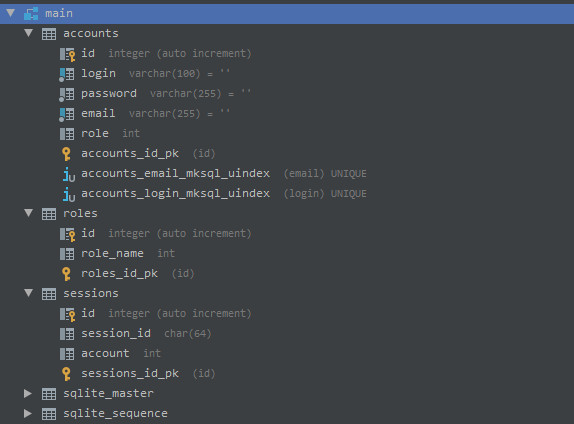 main
accounts
id integer (auto increment)
login varchar(100) = ''
password varchar(255) = ''
email varchar(255) = ''
role int
accounts_id_pk (id)
accounts_email_mksql_uindex (email) UNIQUE
accounts_login_mksql_uindex (login) UNIQUE
roles
id integer (auto increment)
role_name int
roles_id_pk (id)
sessions
id integer (auto increment)
session_id char(64)
account int
sessions_id_pk (id)
sqlite_master
sqlite_sequence